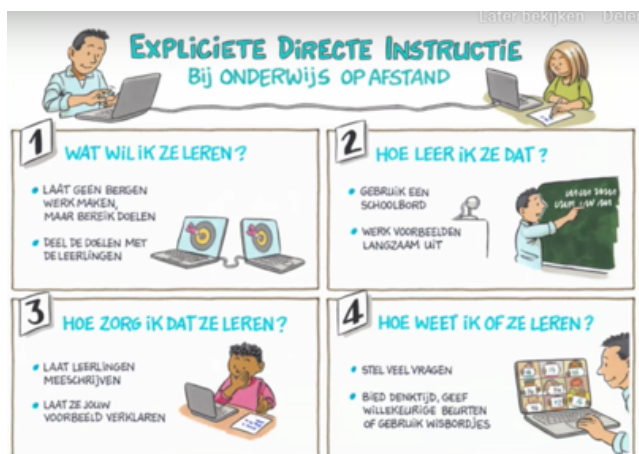 Later bekijken Delen
EXPLICIETE DIRECTE INSTRUCTIE
Bij ONDERWIJS OP AFSTAND
1
WAT WIL IK ZE LEREN?
• LAAT GEEN BERGEN
WERK MAKEN,
MAAR BEREIK DOELEN
• DEEL DE DOELEN MET
DE LEERLINGEN
2
HOE LEER IK ZE DAT?
• GEBRUIK EEN
SCHOOLBORD
• WERK VOORBEELDEN
LANGZAAM UIT
3
HOE ZORG IK DAT ZE LEREN?
• LAAT LEERLINGEN
MEESCHRIJVEN
• LAAT ZE JOUW
VOORBEELD VERKLAREN
4
HOE WEET IK OF ZE LEREN?
• STEL VEEL VRAGEN
• BIED DENKTIJD, GEEF
WILLEKEURIGE BEURTEN
OF GEBRUIK WISBORDJES